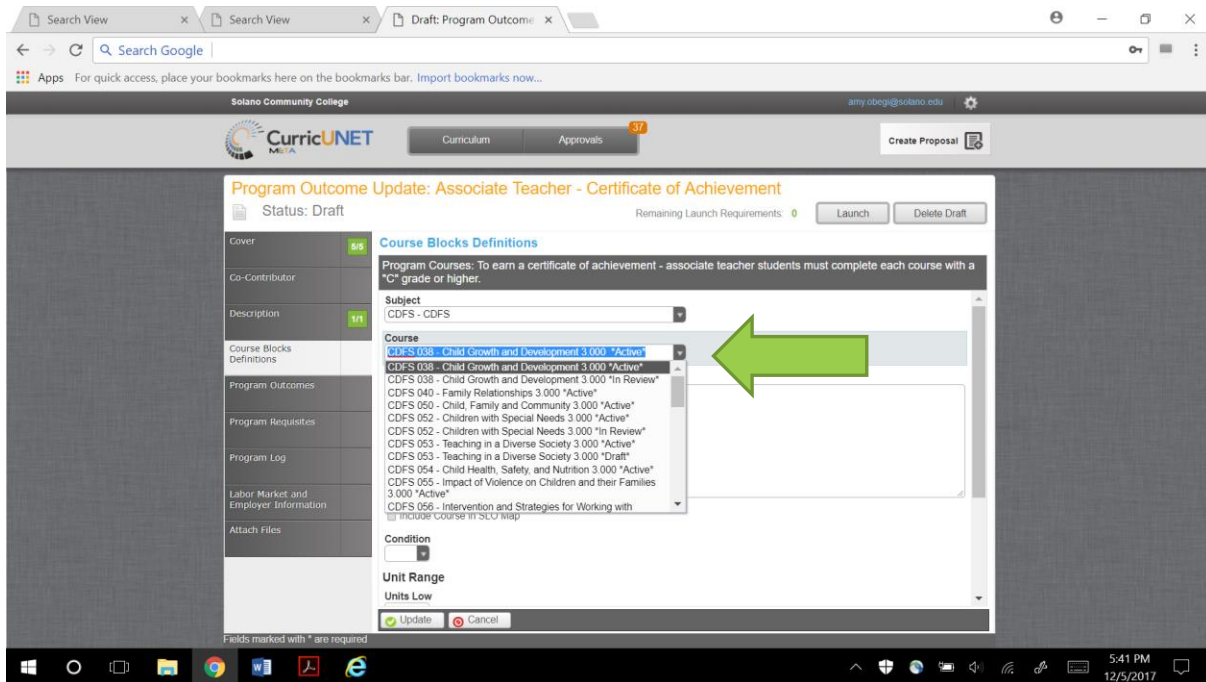 Search View
Search View
Draft: Program Outcome
Search Google
Apps For quick access, place your bookmarks here on the bookmarks bar. Import bookmarks now...
Solano Community College
amy.obegi@solano.edu
CurricUNET
META
Curriculum
Approvals
37
Create Proposal
Program Outcome Update: Associate Teacher - Certificate of Achievement
Status: Draft
Remaining Launch Requirements: 0
Launch
Delete Draft
Cover
5/5
Co-Contributor
Description
1/1
Course Blocks
Definitions
Program Outcomes
Program Requisites
Program Log
Labor Market and
Employer Information
Attach Files
Course Blocks Definitions
Program Courses: To earn a certificate of achievement - associate teacher students must complete each course with a
"C" grade or higher.
Subject
CDFS - CDFS
Course
CDFS 038 - Child Growth and Development 3.000 *Active*
CDFS 038 - Child Growth and Development 3.000 *Active*
CDFS 038 - Child Growth and Development 3.000 *In Review*
CDFS 040 - Family Relationships 3.000 *Active*
CDFS 050 - Child, Family and Community 3.000 *Active*
CDFS 052 - Children with Special Needs 3.000 *Active*
CDFS 052 - Children with Special Needs 3.000 *In Review*
CDFS 053 - Teaching in a Diverse Society 3.000 *Active*
CDFS 053 - Teaching in a Diverse Society 3.000 *Draft*
CDFS 054 - Child Health, Safety, and Nutrition 3.000 *Active*
CDFS 055 - Impact of Violence on Children and their Families
3.000 *Active*
CDFS 056 - Intervention and Strategies for Working with
Include Course in SLO Map
Condition
Unit Range
Units Low
Update
Cancel
Fields marked with * are required
5:41 PM
12/5/2017